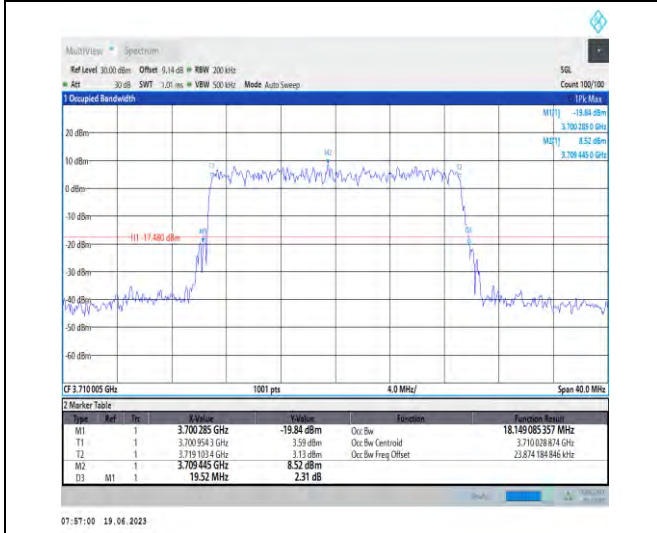 MultiView Spectrum
Ref Level 30.00 dBm Offset 9.14 dB RBW 200 kHz SGL
Att 30 dB SWT 1.01 ms VBW 500 kHz Mode Auto Sweep Count 100/100
1 Occupied Bandwidth 1Pk Max
M1[1] -19.84 dBm
3.700 285 0 GHz
M2[1] 8.52 dBm
3.709 445 0 GHz
20 dBm
M2
10 dBm
T1 T2
0 dBm
-10 dBm
H1 -17.480 dBm M1 D3
-20 dBm
-30 dBm
-40 dBm
-50 dBm
-60 dBm
CF 3.710 005 GHz 1001 pts 4.0 MHz/ Span 40.0 MHz
2 Marker Table
Type Ref Trc X-Value Y-Value Function Function Result
M1 1 3.700 285 GHz -19.84 dBm Occ Bw 18.149 085 357 MHz
T1 1 3.700 954 3 GHz 3.59 dBm Occ Bw Centroid 3.710 028 874 GHz
T2 1 3.719 103 4 GHz 3.13 dBm Occ Bw Freq Offset 23.874 184 846 kHz
M2 1 3.709 445 GHz 8.52 dBm
D3 M1 1 19.52 MHz 2.31 dB
07:57:00 19.06.2023